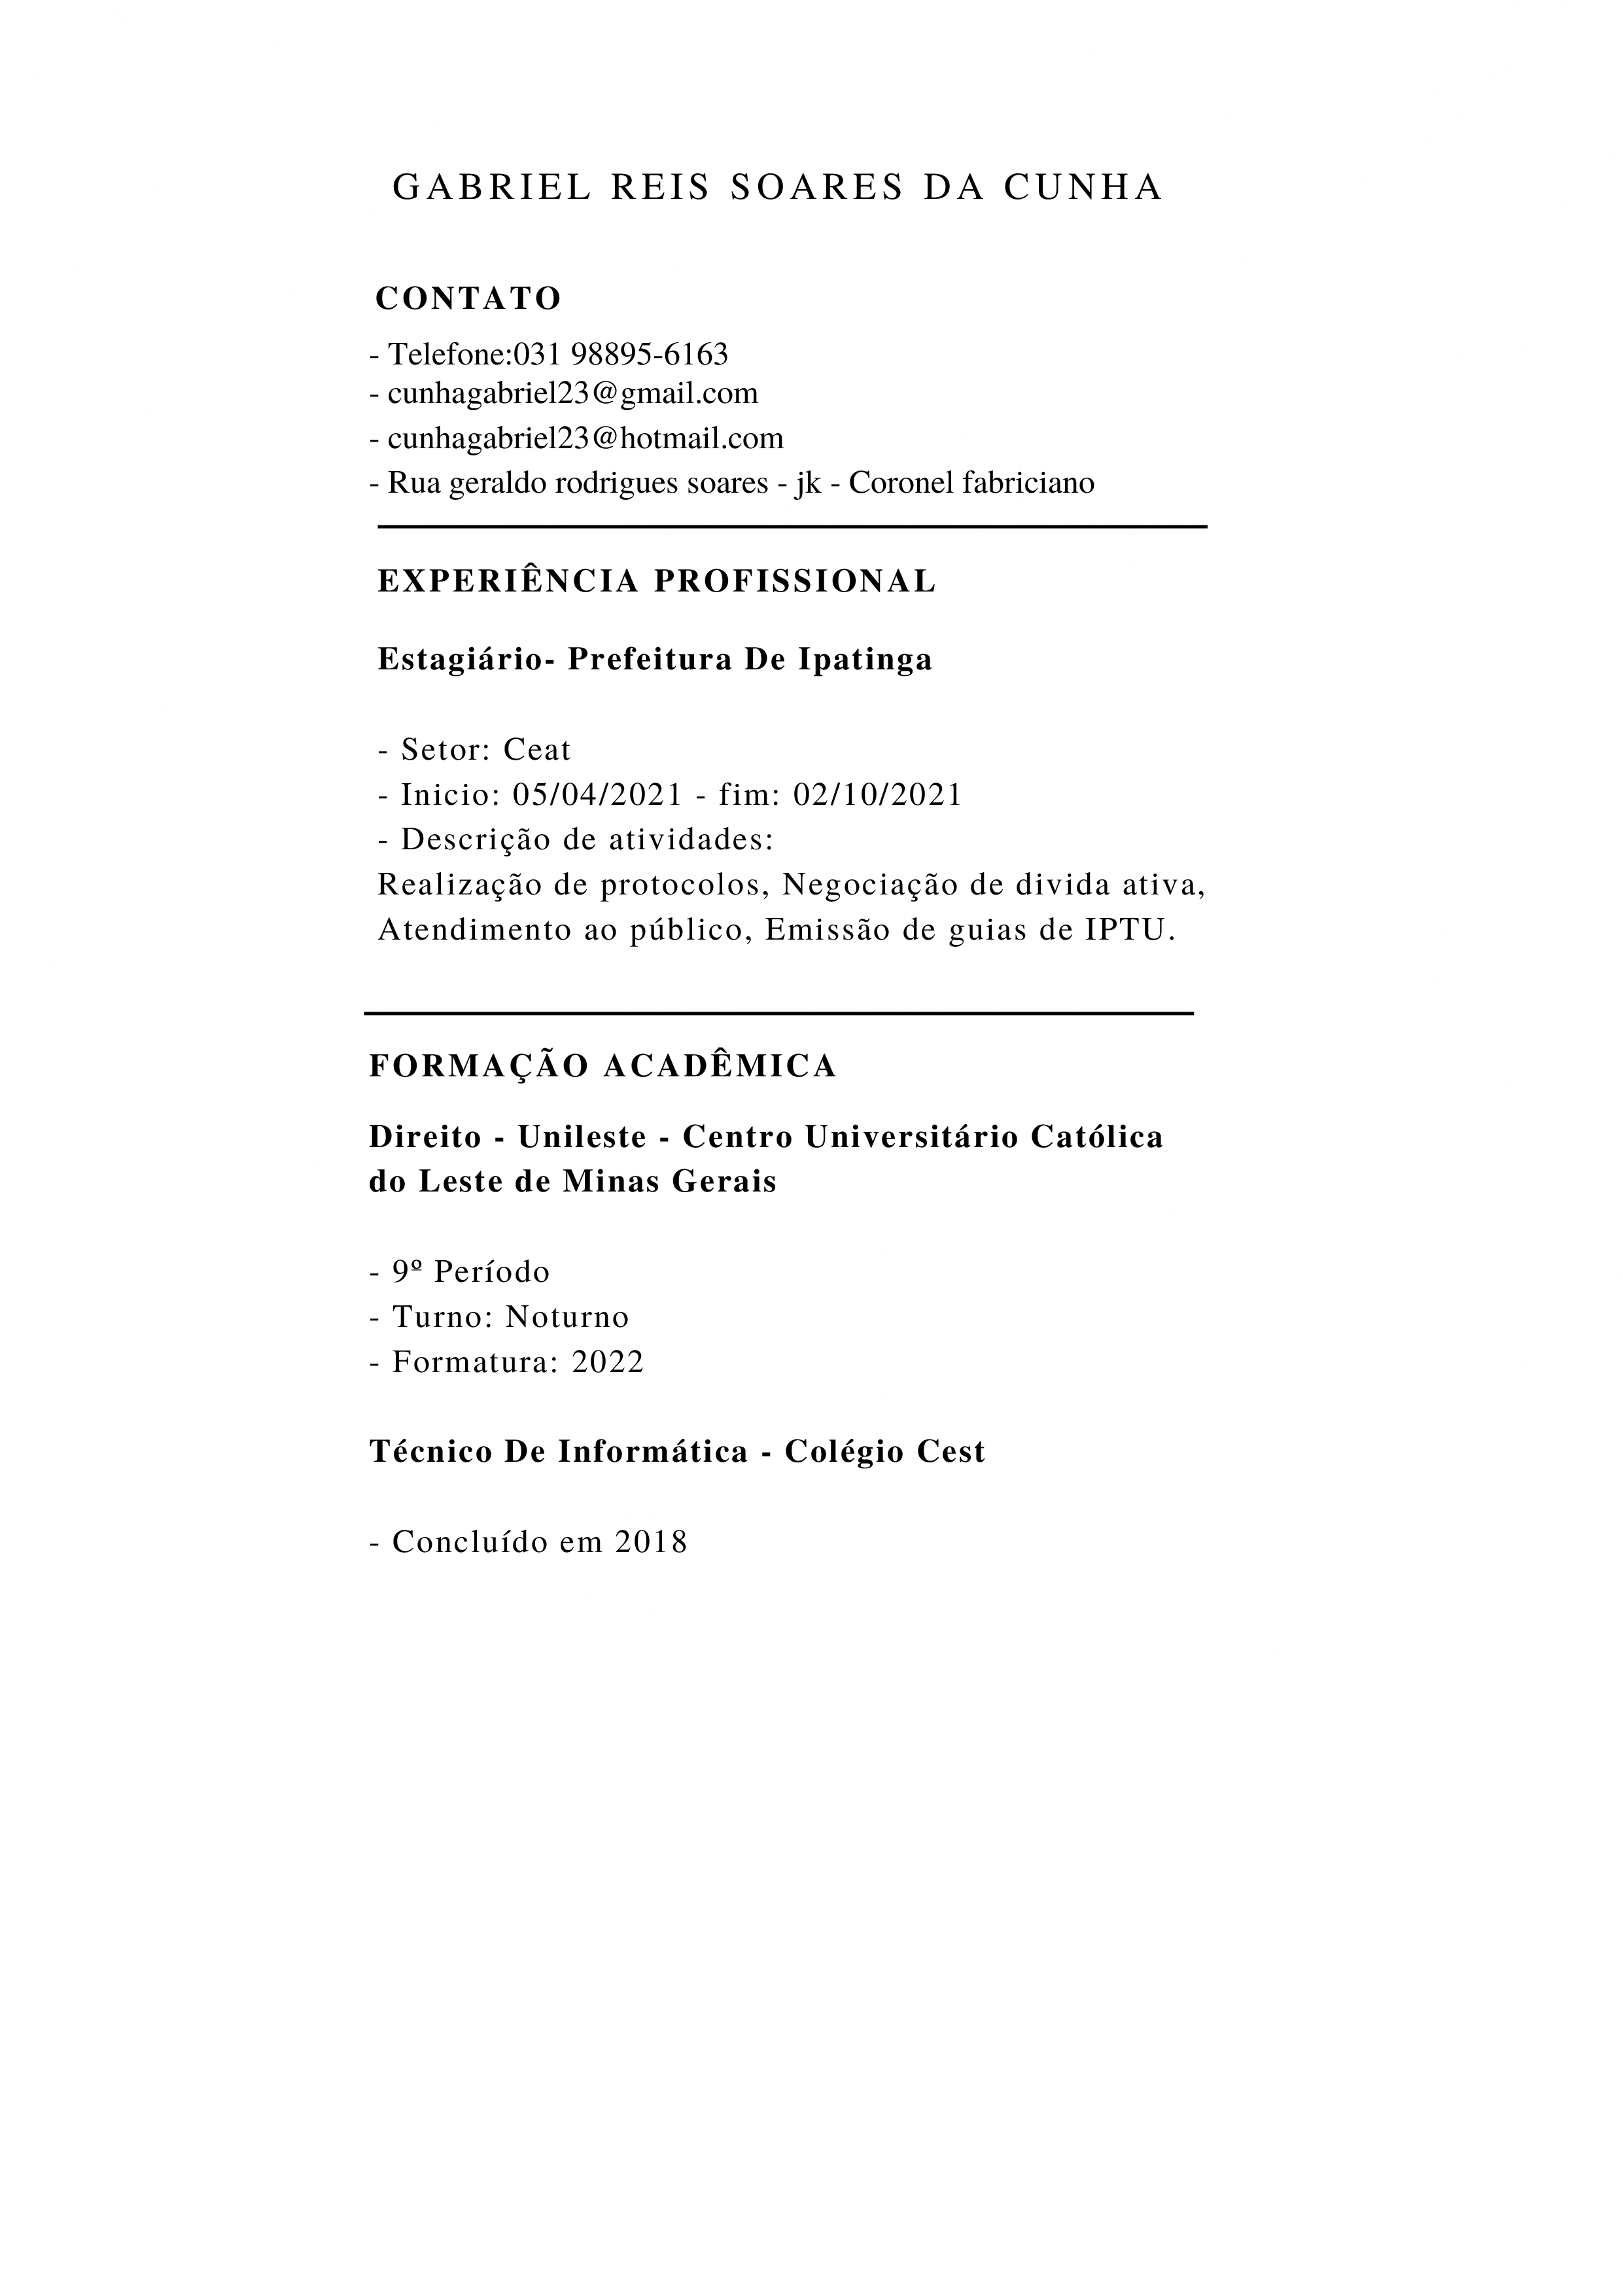 GABRIEL REIS SOARES DA CUNHA
CONTATO
- Telefone:031 98895-6163
- cunhagabriel23@gmail.com
- cunhagabriel23@hotmail.com
- Rua geraldo rodrigues soares - jk - Coronel fabriciano
EXPERIÊNCIA PROFISSIONAL
Estagiário- Prefeitura De Ipatinga
- Setor: Ceat
- Inicio: 05/04/2021 - fim: 02/10/2021
- Descrição de atividades:
Realização de protocolos, Negociação de divida ativa,
Atendimento ao público, Emissão de guias de IPTU.
FORMAÇÃO ACADÊMICA
Direito - Unileste - Centro Universitário Católica
do Leste de Minas Gerais
- 9º Período
- Turno: Noturno
- Formatura: 2022
Técnico De Informática - Colégio Cest
- Concluído em 2018